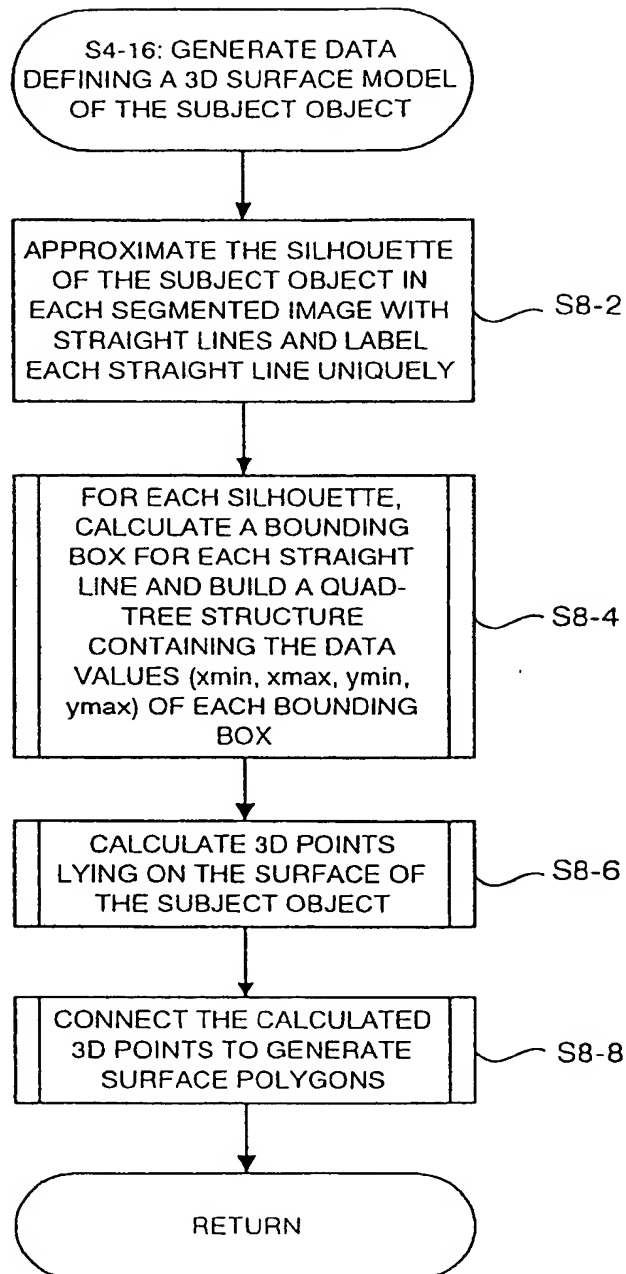 S4-16: GENERATE DATA
DEFINING A 3D SURFACE MODEL
OF THE SUBJECT OBJECT
APPROXIMATE THE SILHOUETTE
OF THE SUBJECT OBJECT IN
EACH SEGMENTED IMAGE WITH
STRAIGHT LINES AND LABEL
EACH STRAIGHT LINE UNIQUELY
S8-2
FOR EACH SILHOUETTE,
CALCULATE A BOUNDING
BOX FOR EACH STRAIGHT
LINE AND BUILD A QUAD-
TREE STRUCTURE
CONTAINING THE DATA
VALUES (xmin, xmax, ymin,
ymax) OF EACH BOUNDING
BOX
S8-4
CALCULATE 3D POINTS
LYING ON THE SURFACE OF
THE SUBJECT OBJECT
S8-6
CONNECT THE CALCULATED
3D POINTS TO GENERATE
SURFACE POLYGONS
S8-8
RETURN